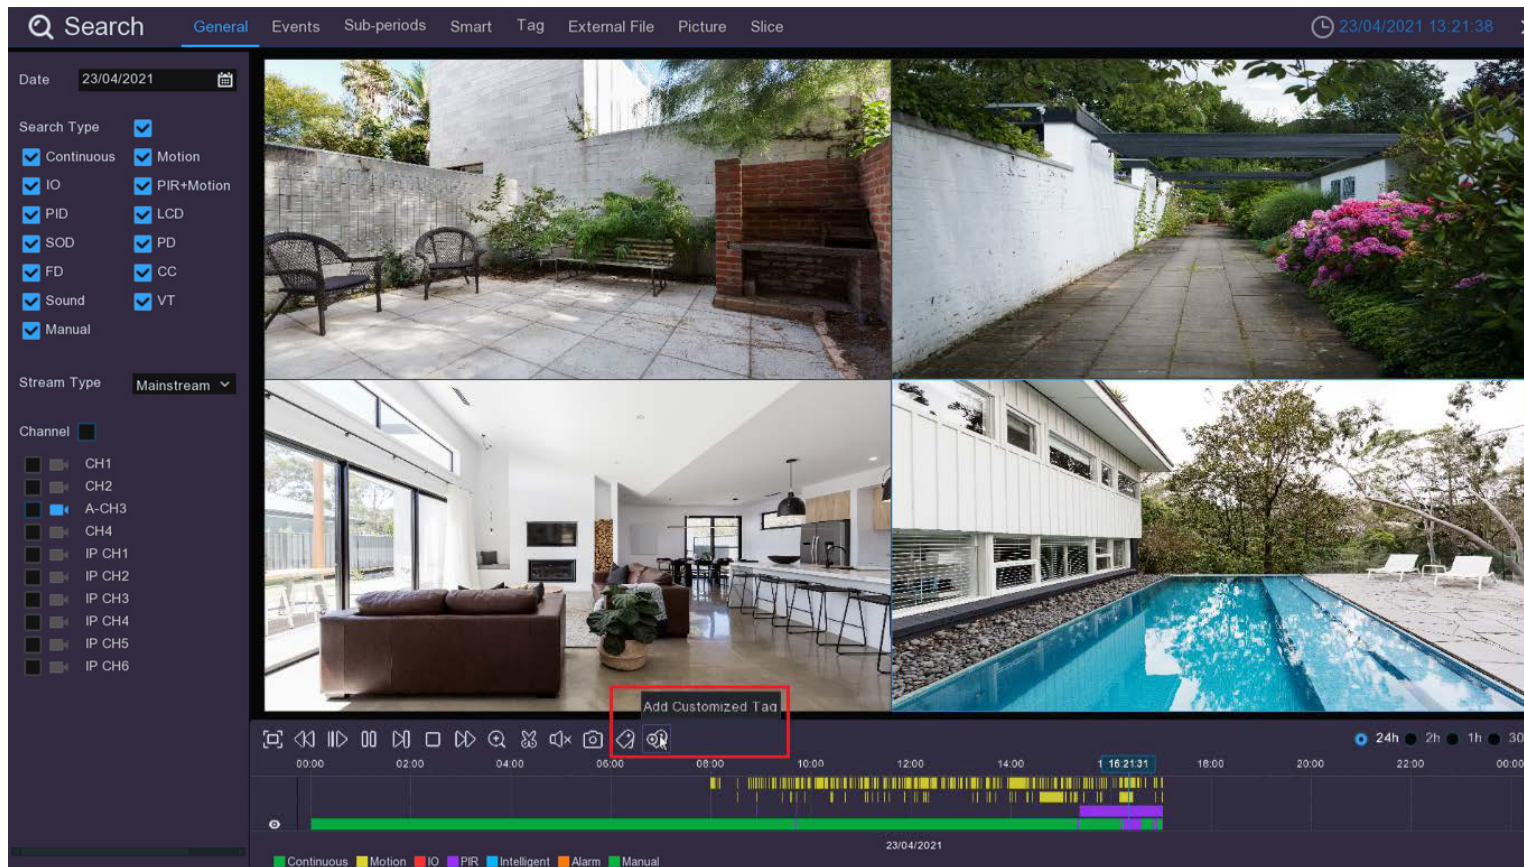 Search General Events Sub-periods Smart Tag External File Picture Slice 23/04/2021 13:21:38
Date 23/04/2021
Search Type
Continuous Motion
IO PIR+Motion
PID LCD
SOD PD
FD CC
Sound VT
Manual
Stream Type Mainstream
Channel
CH1
CH2
A-CH3
CH4
IP CH1
IP CH2
IP CH3
IP CH4
IP CH5
IP CH6
Add Customized Tag
24h 2h 1h 30
00:00 02:00 04:00 06:00 08:00 10:00 12:00 14:00 1 16:21:31 18:00 20:00 22:00 00:00
23/04/2021
Continuous Motion IO PIR Intelligent Alarm Manual